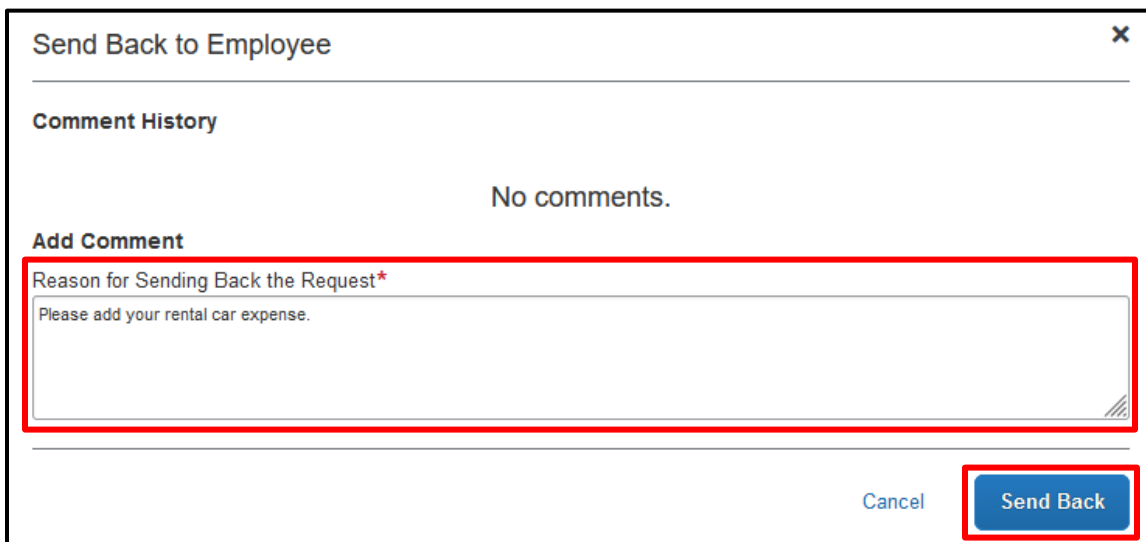 Send Back to Employee
Comment History
No comments.
Add Comment
Reason for Sending Back the Request*
Please add your rental car expense.
Cancel
Send Back